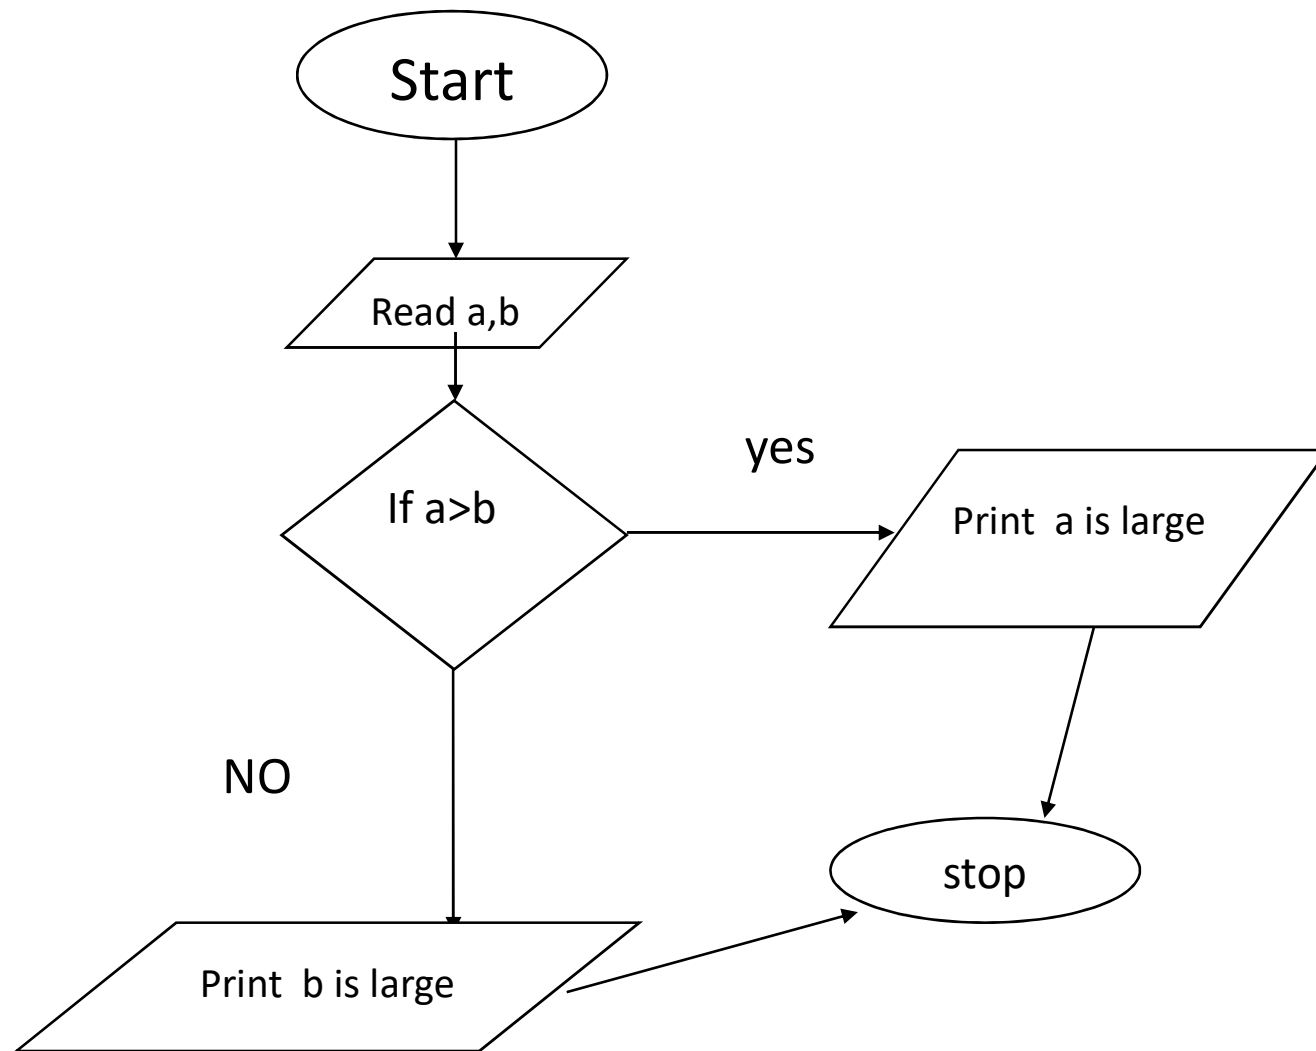 Start
Read a,b
If a>b
yes
Print  a is large
NO
stop
Print  b is large